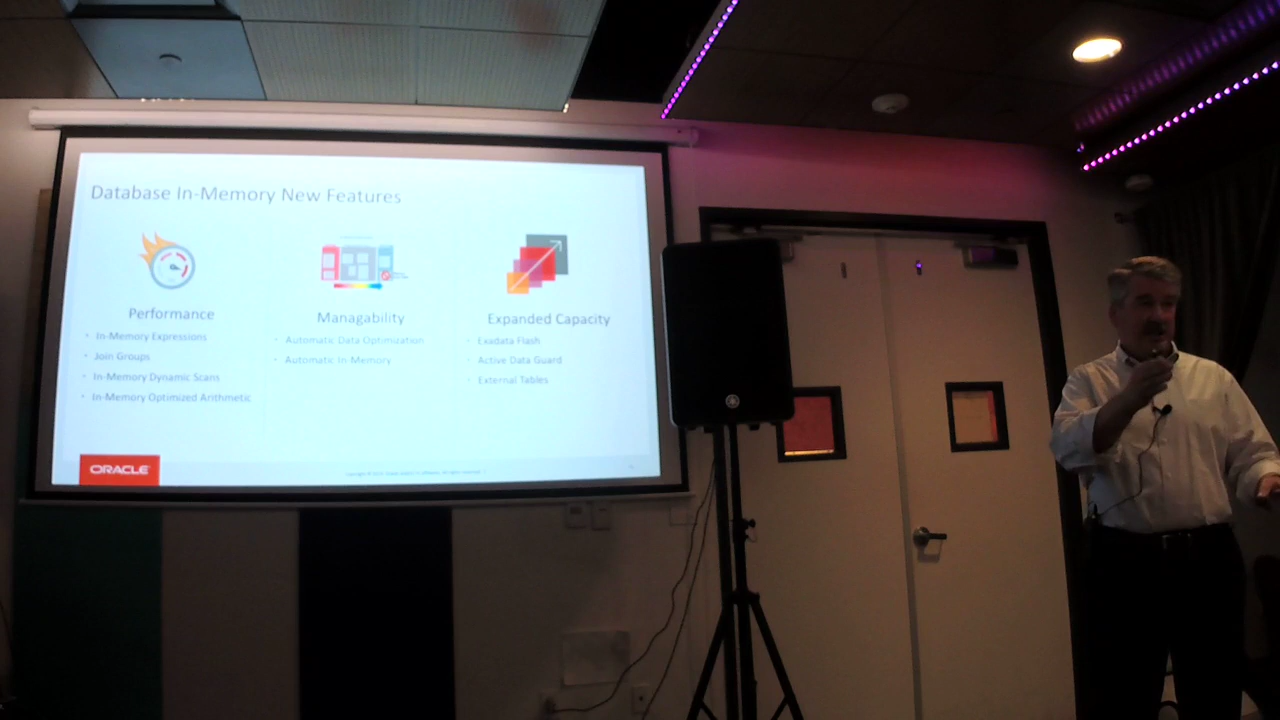 Database In-Memory New Features
Performance
In-Memory Expressions
Join Groups
In-Memory Dynamic Scans
In-Memory Optimized Arithmetic
Managability
Automatic Data Optimization
Automatic In-Memory
Expanded Capacity
Exadata Flash
Active Data Guard
External Tables
ORACLE